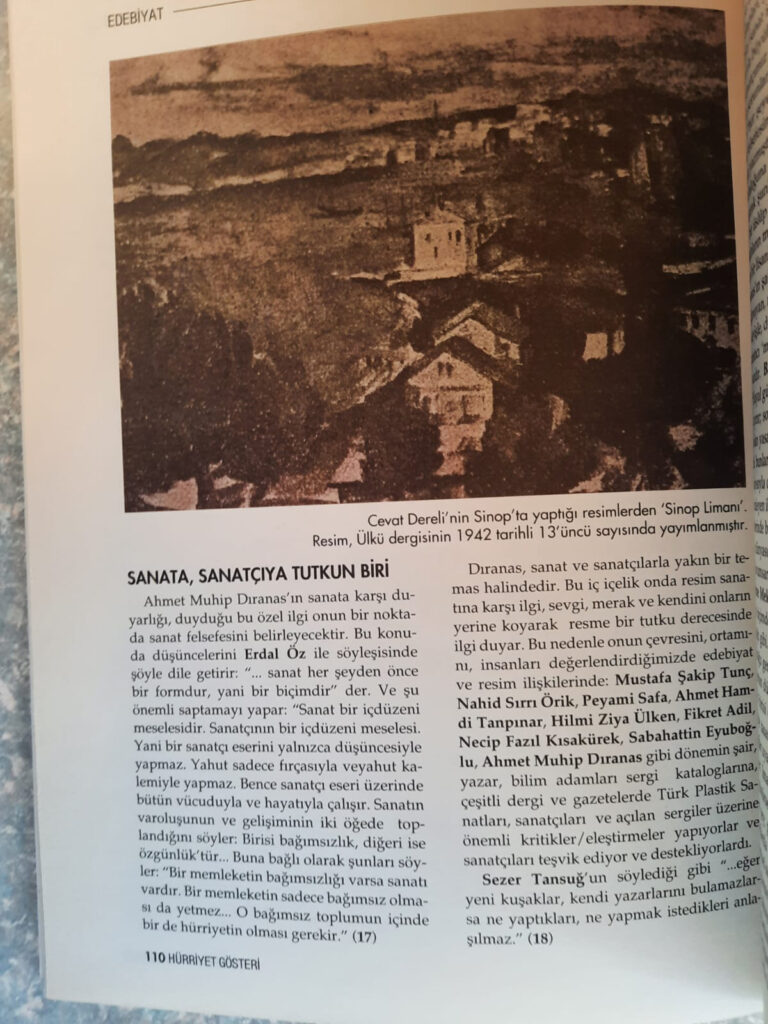 EDEBİYAT
Cevat Dereli'nin Sinop'ta yaptığı resimlerden 'Sinop Limanı'.
Resim, Ülkü dergisinin 1942 tarihli 13'üncü sayısında yayımlanmıştır.
SANATA, SANATÇIYA TUTKUN BİRİ
Ahmet Muhip Dıranas'ın sanata karşı du-
yarlığı, duyduğu bu özel ilgi onun bir nokta-
da sanat felsefesini belirleyecektir. Bu konu-
da düşüncelerini Erdal Öz ile söyleşisinde
şöyle dile getirir: "... sanat her şeyden önce
bir formdur, yani bir biçimdir" der. Ve şu
önemli saptamayı yapar: "Sanat bir içdüzeni
meselesidir. Sanatçının bir içdüzeni meselesi.
Yani bir sanatçı eserini yalnızca düşüncesiyle
yapmaz. Yahut sadece fırçasıyla veyahut ka-
lemiyle yapmaz. Bence sanatçı eseri üzerinde
bütün vücuduyla ve hayatıyla çalışır. Sanatın
varoluşunun ve gelişiminin iki öğede top-
landığını söyler: Birisi bağımsızlık, diğeri ise
özgünlük'tür... Buna bağlı olarak şunları söy-
ler: "Bir memleketin bağımsızlığı varsa sanatı
vardır. Bir memleketin sadece bağımsız olma-
sı da yetmez... O bağımsız toplumun içinde
bir de hürriyetin olması gerekir." (17)
Dıranas, sanat ve sanatçılarla yakın bir te-
mas halindedir. Bu iç içelik onda resim sana-
tına karşı ilgi, sevgi, merak ve kendini onların
yerine koyarak resme bir tutku derecesinde
ilgi duyar. Bu nedenle onun çevresini, ortamı-
nı, insanları değerlendirdiğimizde edebiyat
ve resim ilişkilerinde: Mustafa Şakip Tunç,
Nahid Sırrı Örik, Peyami Safa, Ahmet Ham-
di Tanpınar, Hilmi Ziya Ülken, Fikret Adil,
Necip Fazıl Kısakürek, Sabahattin Eyuboğ-
lu, Ahmet Muhip Dıranas gibi dönemin şair,
yazar, bilim adamları sergi kataloglarına,
çeşitli dergi ve gazetelerde Türk Plastik Sa-
natları, sanatçıları ve açılan sergiler üzerine
önemli kritikler/eleştirmeler yapıyorlar ve
sanatçıları teşvik ediyor ve destekliyorlardı.
Sezer Tansuğ'un söylediği gibi "...eğer
yeni kuşaklar, kendi yazarlarını bulamazlar-
sa ne yaptıkları, ne yapmak istedikleri anla-
şılmaz." (18)
110 HÜRRİYET GÖSTERİ